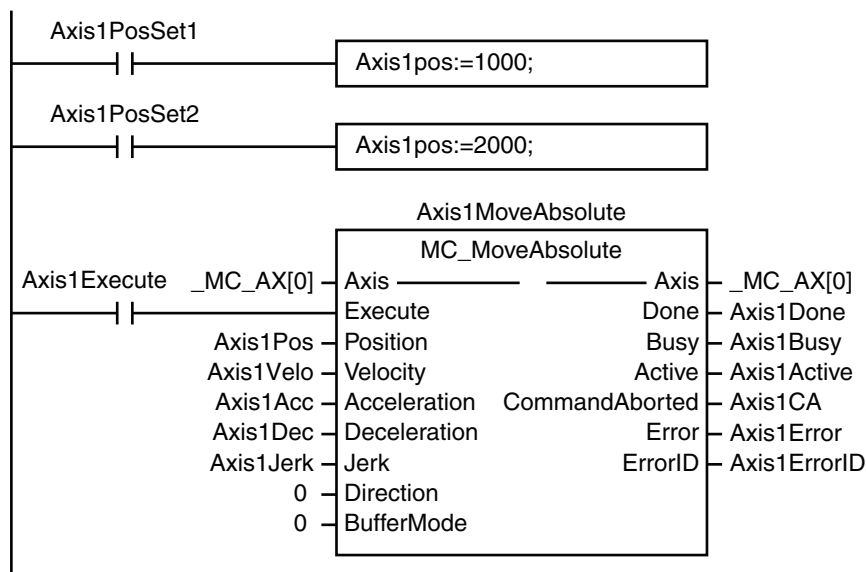 Axis1PosSet1
Axis1pos:=1000;
Axis1PosSet2
Axis1pos:=2000;
Axis1MoveAbsolute
MC_MoveAbsolute
Axis1Execute _MC_AX[0] Axis Axis _MC_AX[0]
Execute Done Axis1Done
Axis1Pos Position Busy Axis1Busy
Axis1Velo Velocity Active Axis1Active
Axis1Acc Acceleration CommandAborted Axis1CA
Axis1Dec Deceleration Error Axis1Error
Axis1Jerk Jerk ErrorID Axis1ErrorID
0 Direction
0 BufferMode